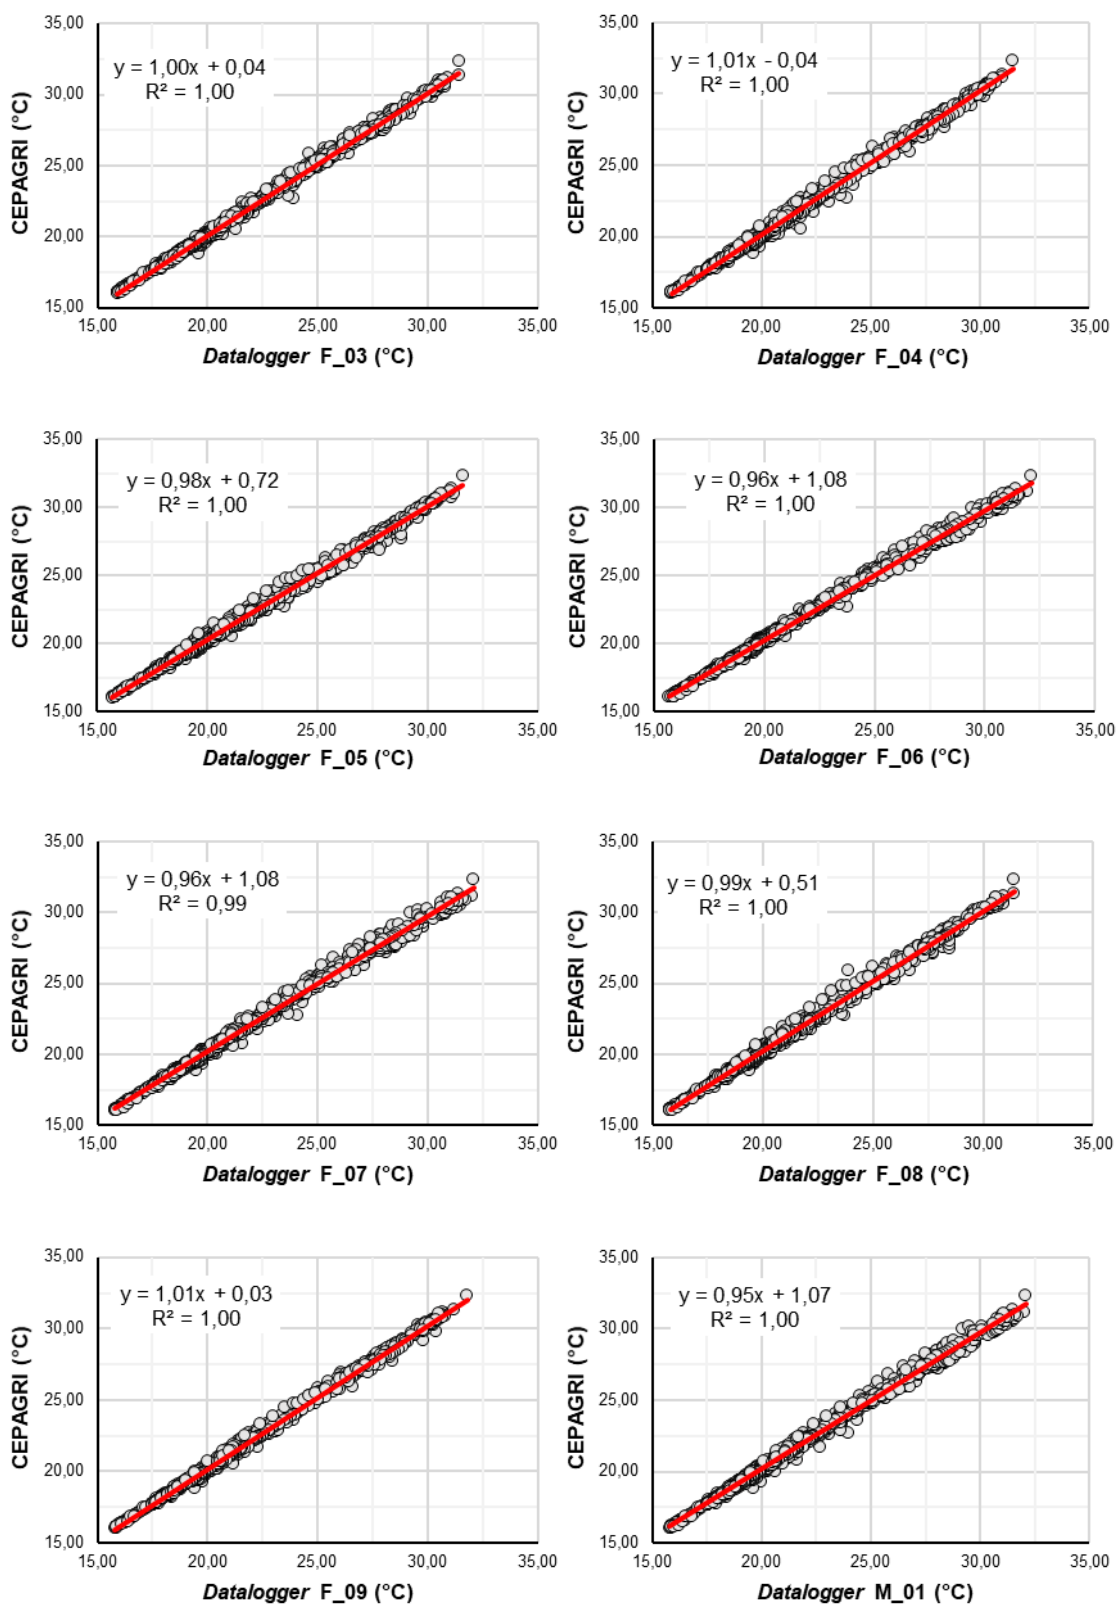 35,00
30,00
25,00
20,00
15,00
CEPAGRI (°C)
y = 1,00x + 0,04
R² = 1,00
15,00 20,00 25,00 30,00 35,00
Datalogger F_03 (°C)
35,00
30,00
25,00
20,00
15,00
CEPAGRI (°C)
y = 1,01x - 0,04
R² = 1,00
15,00 20,00 25,00 30,00 35,00
Datalogger F_04 (°C)
35,00
30,00
25,00
20,00
15,00
CEPAGRI (°C)
y = 0,98x + 0,72
R² = 1,00
15,00 20,00 25,00 30,00 35,00
Datalogger F_05 (°C)
35,00
30,00
25,00
20,00
15,00
CEPAGRI (°C)
y = 0,96x + 1,08
R² = 1,00
15,00 20,00 25,00 30,00 35,00
Datalogger F_06 (°C)
35,00
30,00
25,00
20,00
15,00
CEPAGRI (°C)
y = 0,96x + 1,08
R² = 0,99
15,00 20,00 25,00 30,00 35,00
Datalogger F_07 (°C)
35,00
30,00
25,00
20,00
15,00
CEPAGRI (°C)
y = 0,99x + 0,51
R² = 1,00
15,00 20,00 25,00 30,00 35,00
Datalogger F_08 (°C)
35,00
30,00
25,00
20,00
15,00
CEPAGRI (°C)
y = 1,01x + 0,03
R² = 1,00
15,00 20,00 25,00 30,00 35,00
Datalogger F_09 (°C)
35,00
30,00
25,00
20,00
15,00
CEPAGRI (°C)
y = 0,95x + 1,07
R² = 1,00
15,00 20,00 25,00 30,00 35,00
Datalogger M_01 (°C)